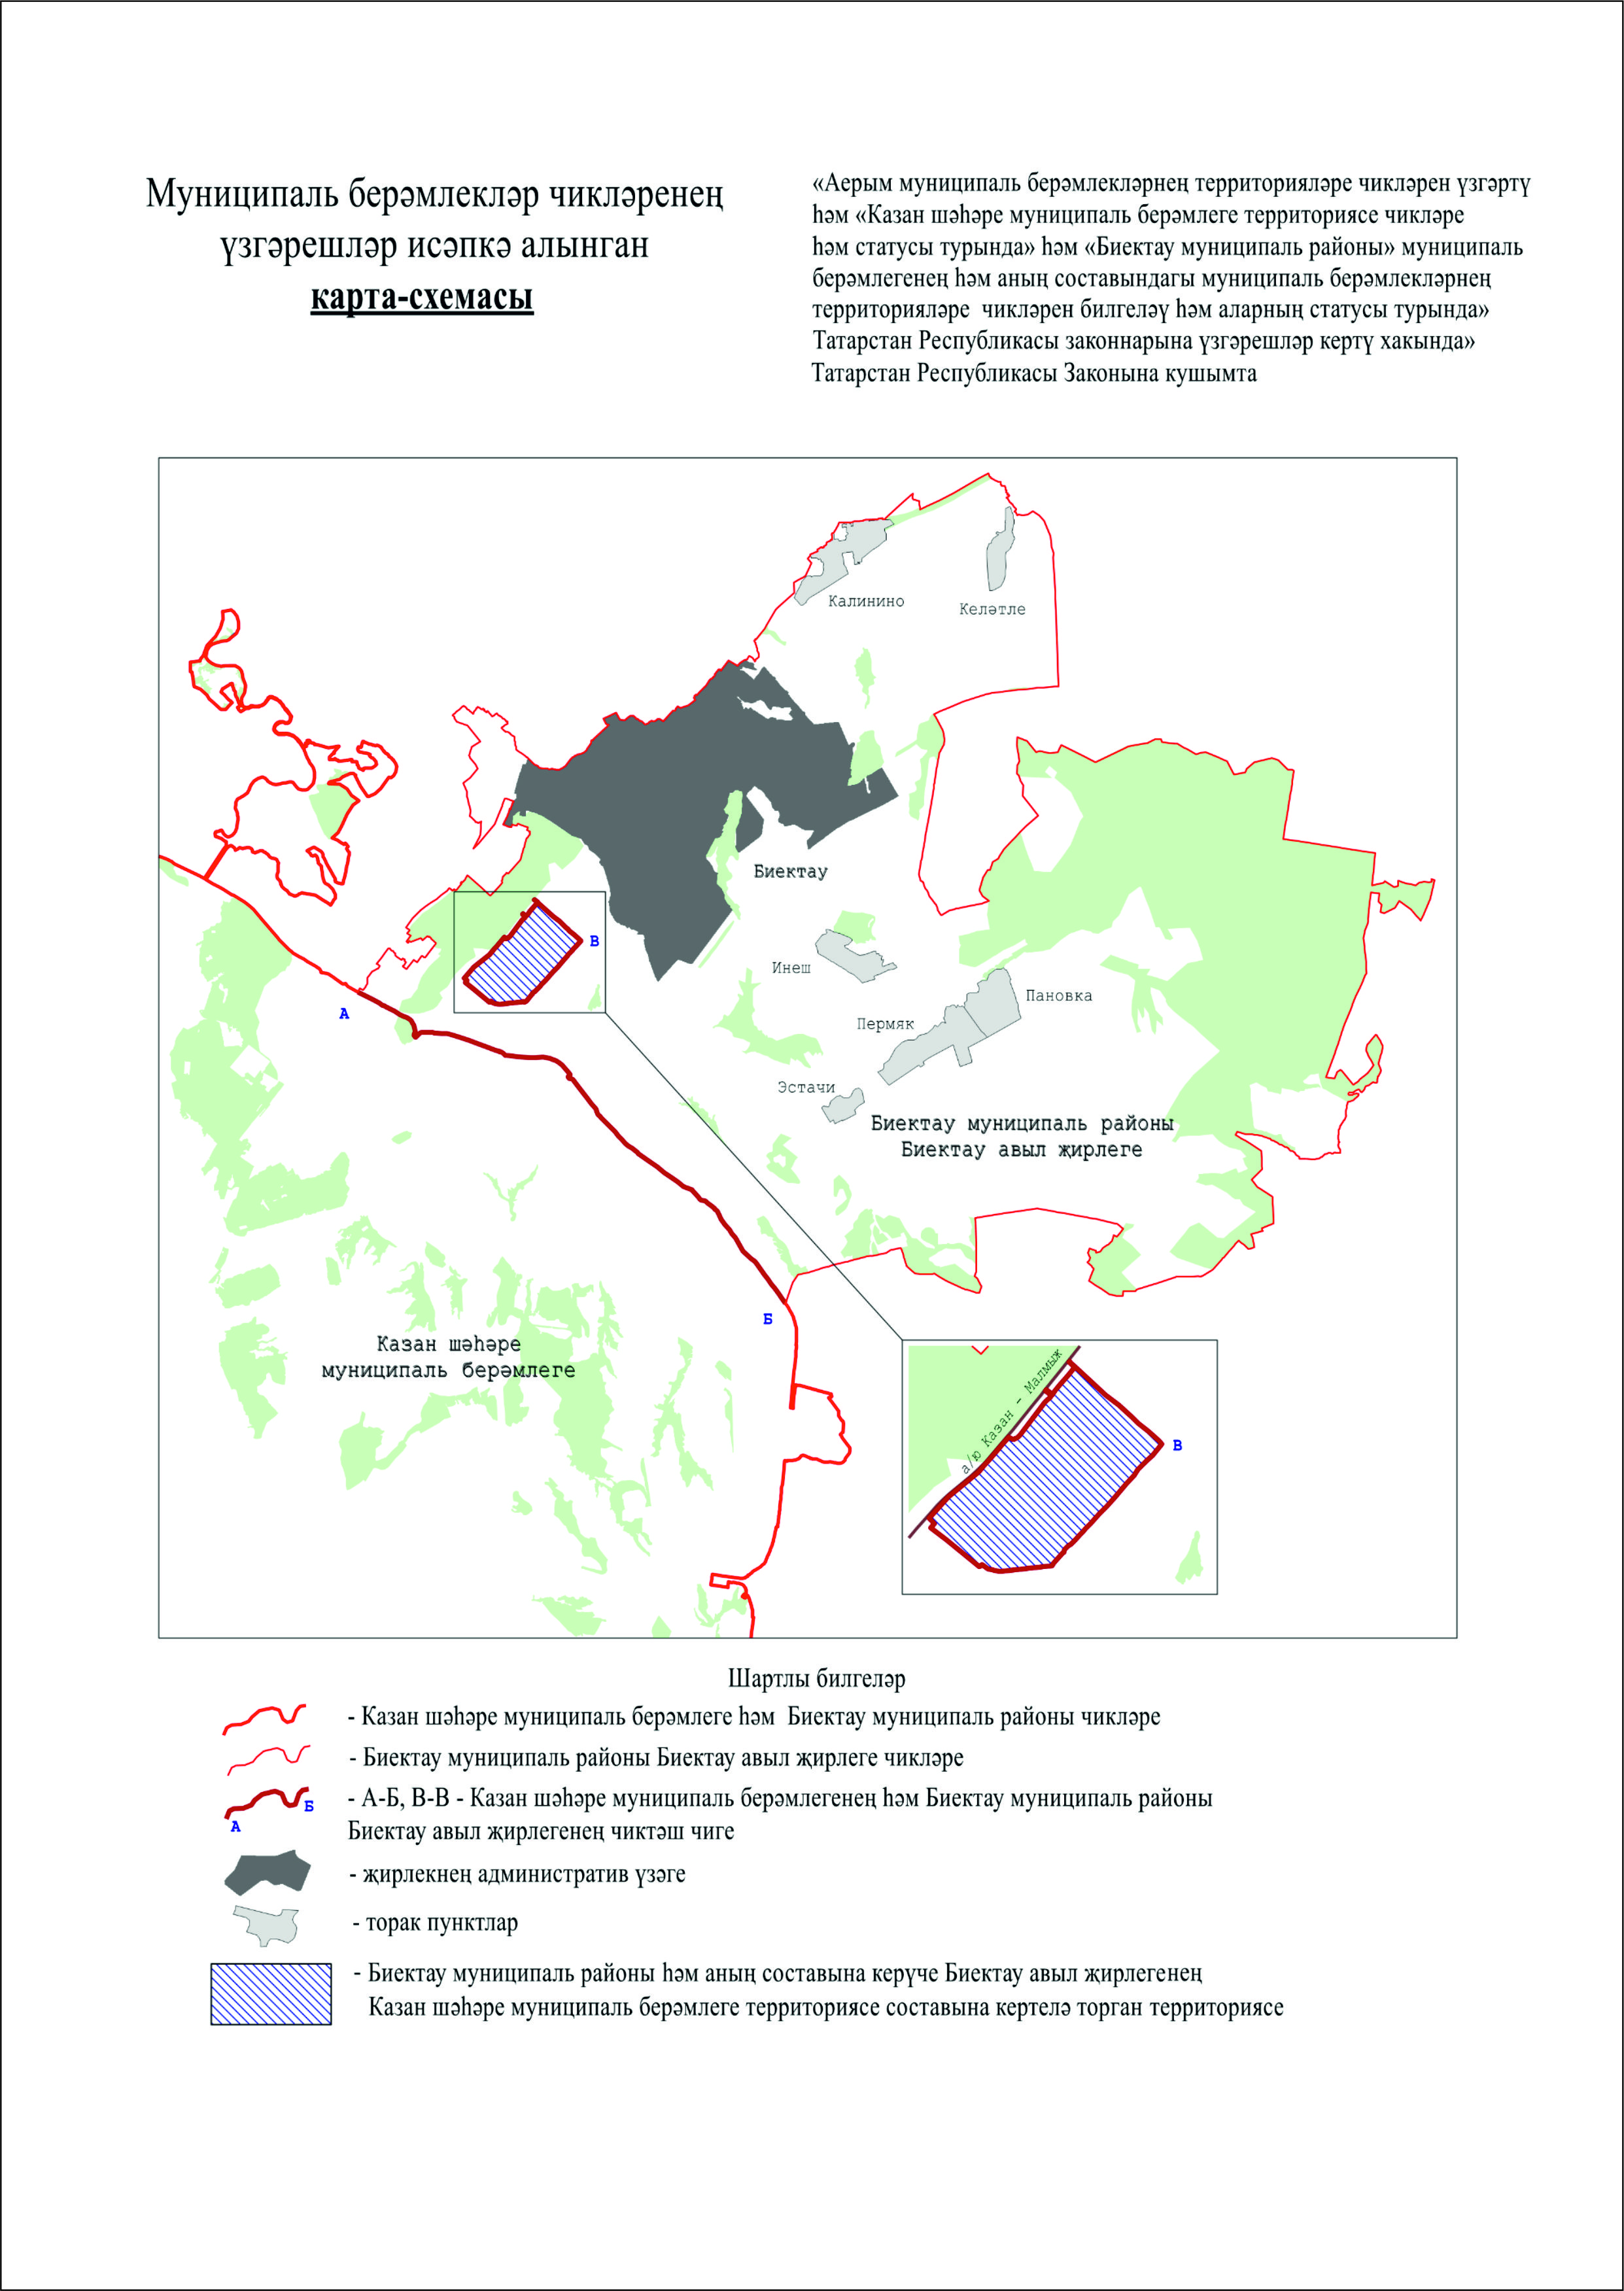 Муниципаль берәмлекләр чикләренең
үзгәрешләр исәпкә алынган
карта-схемасы
«Аерым муниципаль берәмлекләрнең территорияләре чикләрен үзгәртү
һәм «Казан шәһәре муниципаль берәмлеге территориясе чикләре
һәм статусы турында» һәм «Биектау муниципаль районы» муниципаль
берәмлегенең һәм аның составындагы муниципаль берәмлекләрнең
территорияләре чикләрен билгеләү һәм аларның статусы турында»
Татарстан Республикасы законнарына үзгәрешләр кертү хакында»
Татарстан Республикасы Законына кушымта
Калинино
Келәтле
Биектау
В
Инеш
Пановка
А
Пермяк
Эстачи
Биектау муниципаль районы
Биектау авыл җирлеге
Б
Казан шәһәре
муниципаль берәмлеге
а/ю Казан - Малмыж
В
Шартлы билгеләр
- Казан шәһәре муниципаль берәмлеге һәм Биектау муниципаль районы чикләре
- Биектау муниципаль районы Биектау авыл җирлеге чикләре
А Б
- А-Б, В-В - Казан шәһәре муниципаль берәмлегенең һәм Биектау муниципаль районы
Биектау авыл җирлегенең чиктәш чиге
- җирлекнең административ үзәге
- торак пунктлар
- Биектау муниципаль районы һәм аның составына керүче Биектау авыл җирлегенең
Казан шәһәре муниципаль берәмлеге территориясе составына кертелә торган территориясе